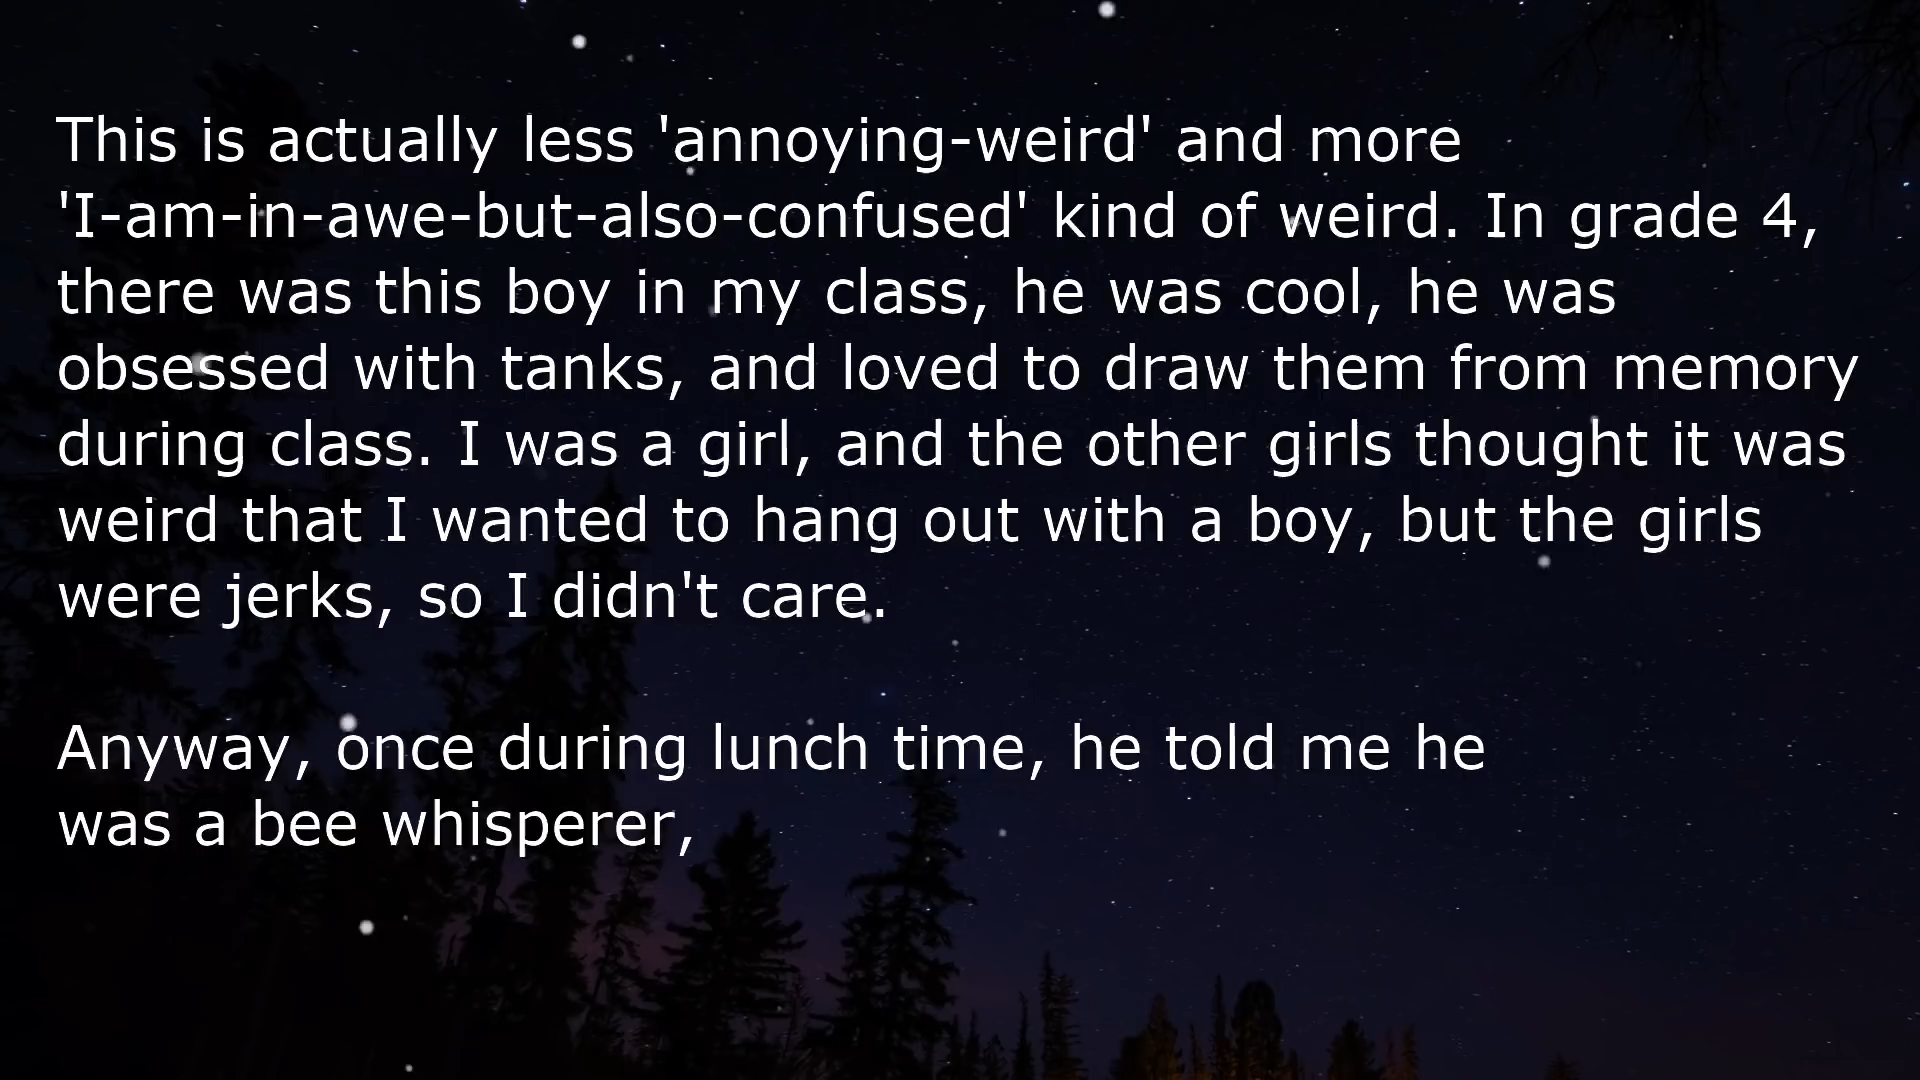 This is actually less 'annoying-weird' and more
'I-am-in-awe-but-also-confused' kind of weird. In grade 4,
there was this boy in my class, he was cool, he was
obsessed with tanks, and loved to draw them from memory
during class. I was a girl, and the other girls thought it was
weird that I wanted to hang out with a boy, but the girls
were jerks, so I didn't care.
Anyway, once during lunch time, he told me he
was a bee whisperer,